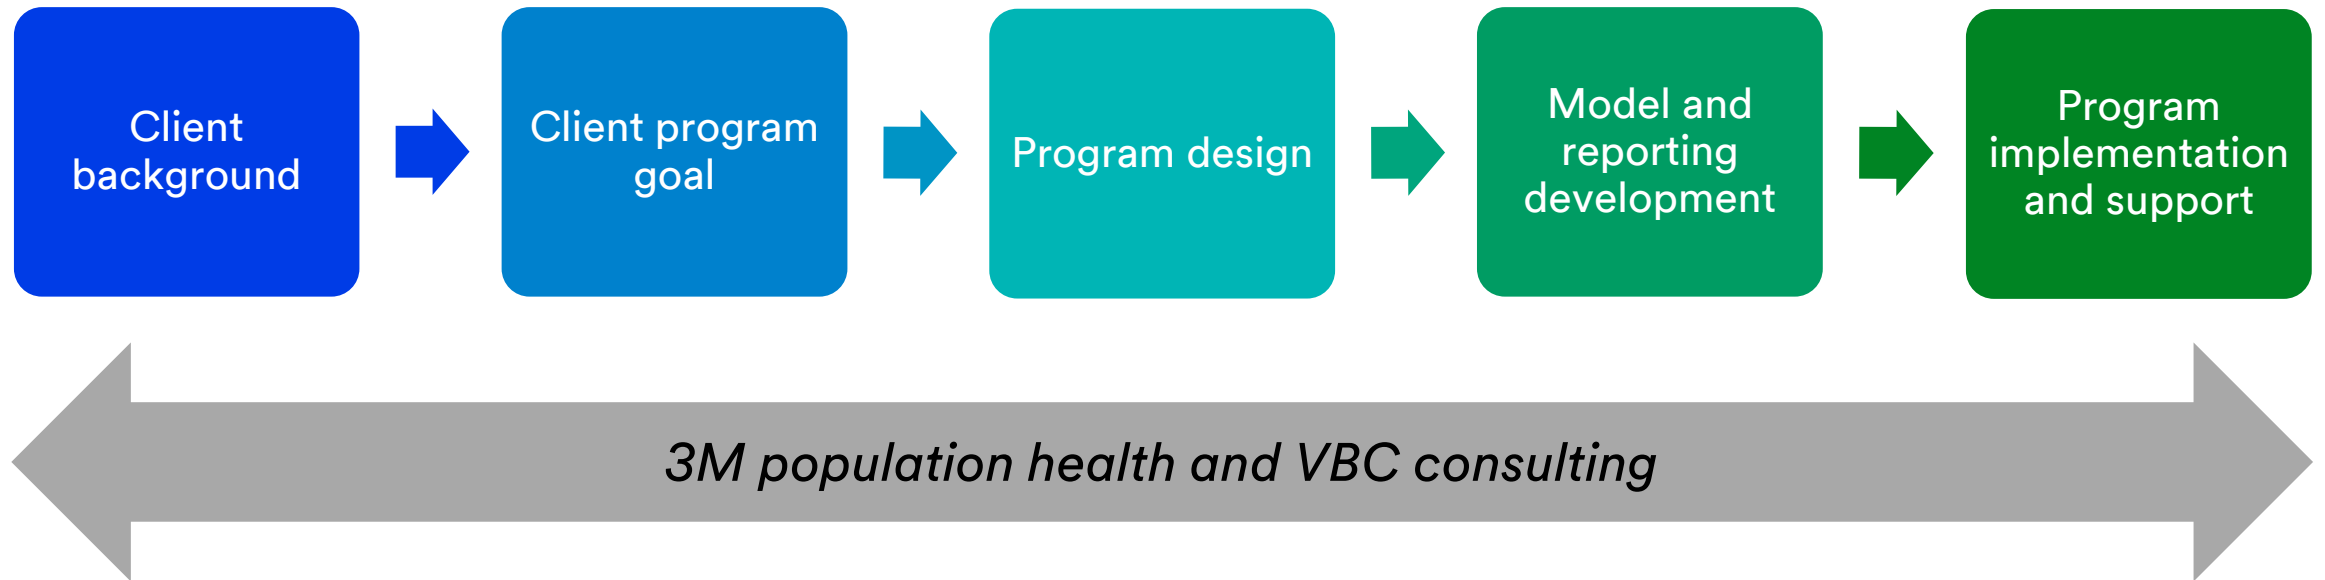 Client
background
Client program
goal
Program design
Model and
reporting
development
Program
implementation
and support
3M population health and VBC consulting